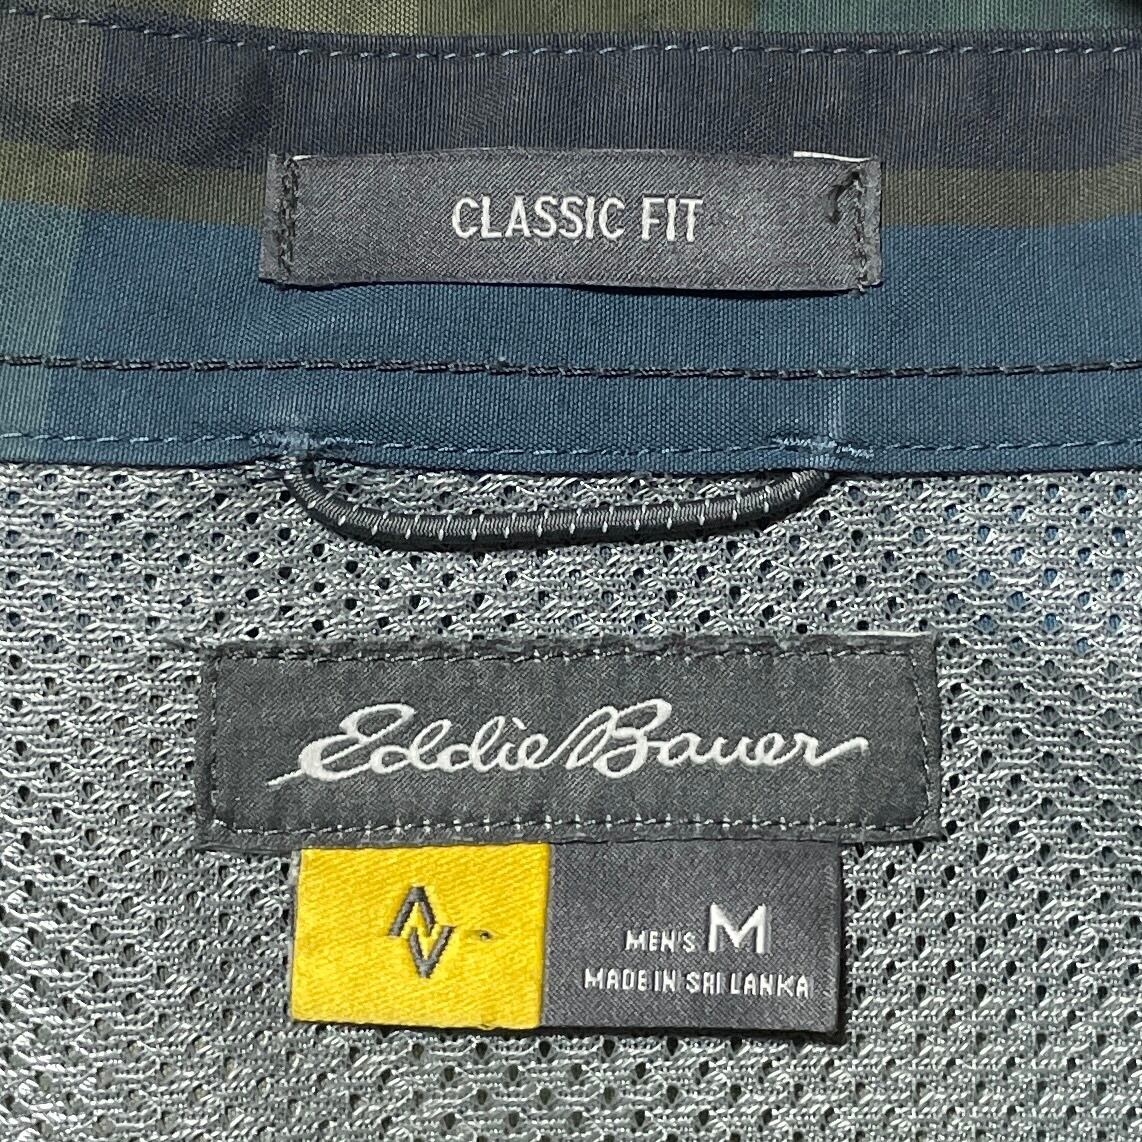 CLASSIC FIT
Eddie Bauer
MEN'S M
MADE IN SRI LANKA